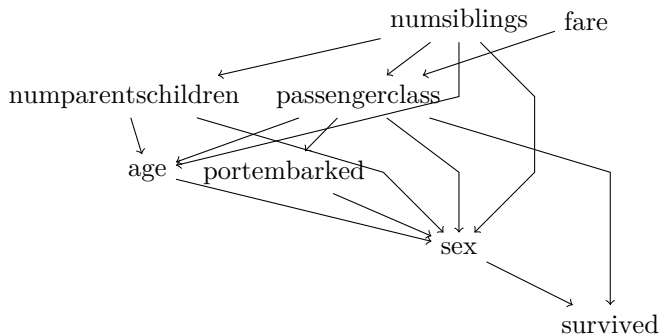 numsiblings fare
numparentschildren passengerclass
age portembarked
sex
survived